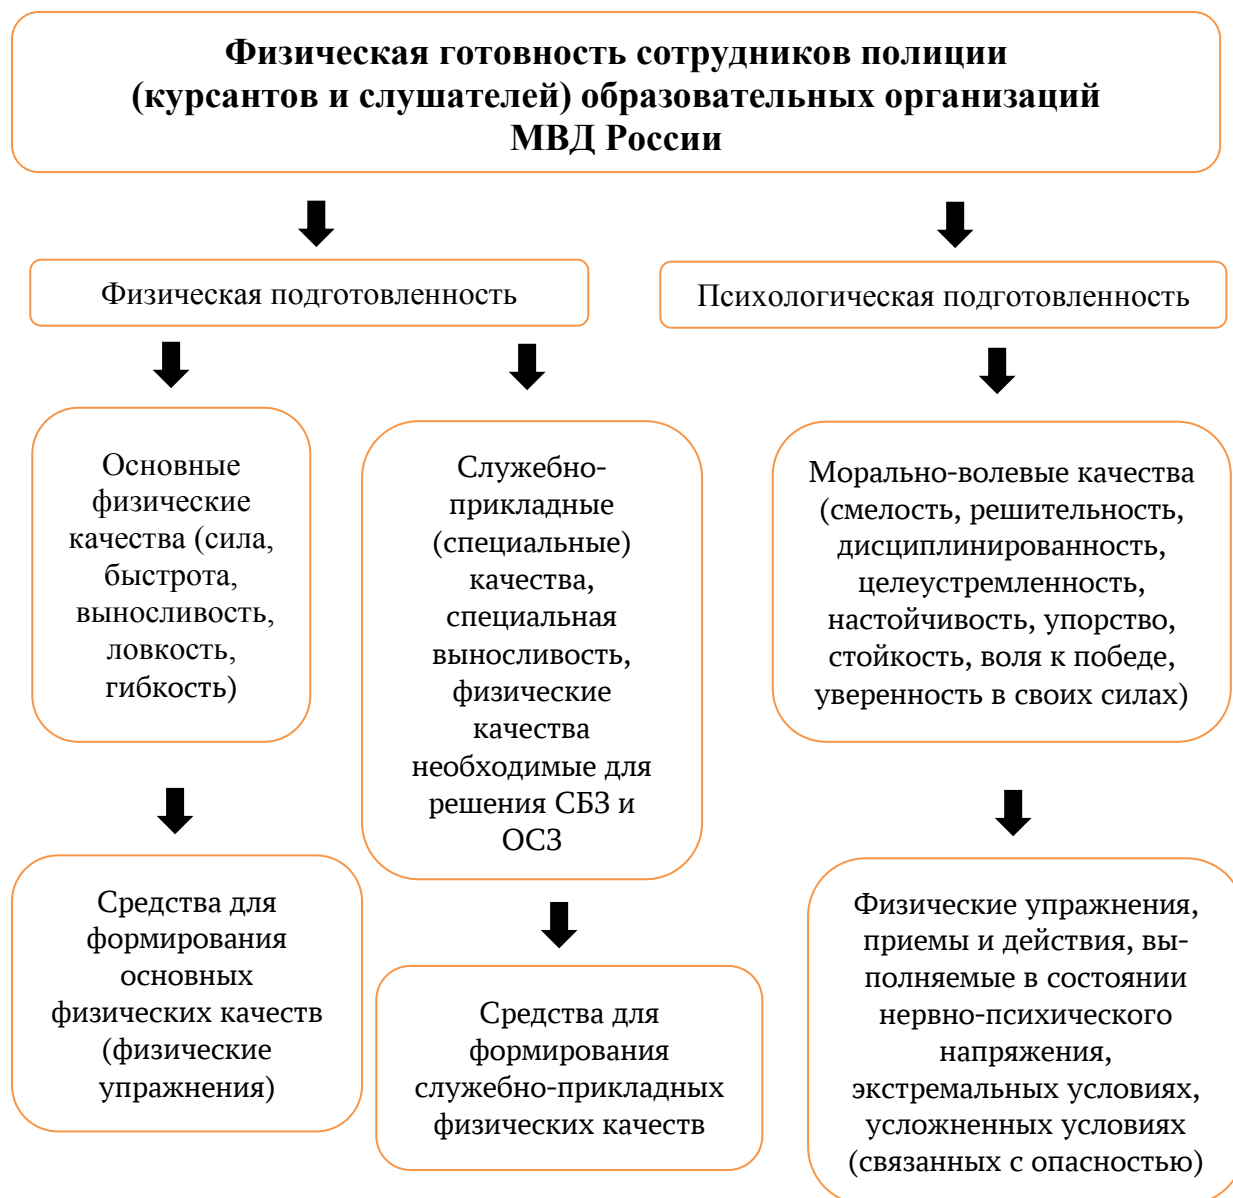 Физическая готовность сотрудников полиции
(курсантов и слушателей) образовательных организаций
МВД России
Физическая подготовленность
Психологическая подготовленность
Основные
физические
качества (сила,
быстрота,
выносливость,
ловкость,
гибкость)
Служебно-
прикладные
(специальные)
качества,
специальная
выносливость,
физические
качества
необходимые для
решения СБЗ и
ОСЗ
Морально-волевые качества
(смелость, решительность,
дисциплинированность,
целеустремленность,
настойчивость, упорство,
стойкость, воля к победе,
уверенность в своих силах)
Средства для
формирования
основных
физических качеств
(физические
упражнения)
Средства для
формирования
служебно-прикладных
физических качеств
Физические упражнения,
приемы и действия, вы-
полняемые в состоянии
нервно-психического
напряжения,
экстремальных условиях,
усложненных условиях
(связанных с опасностью)